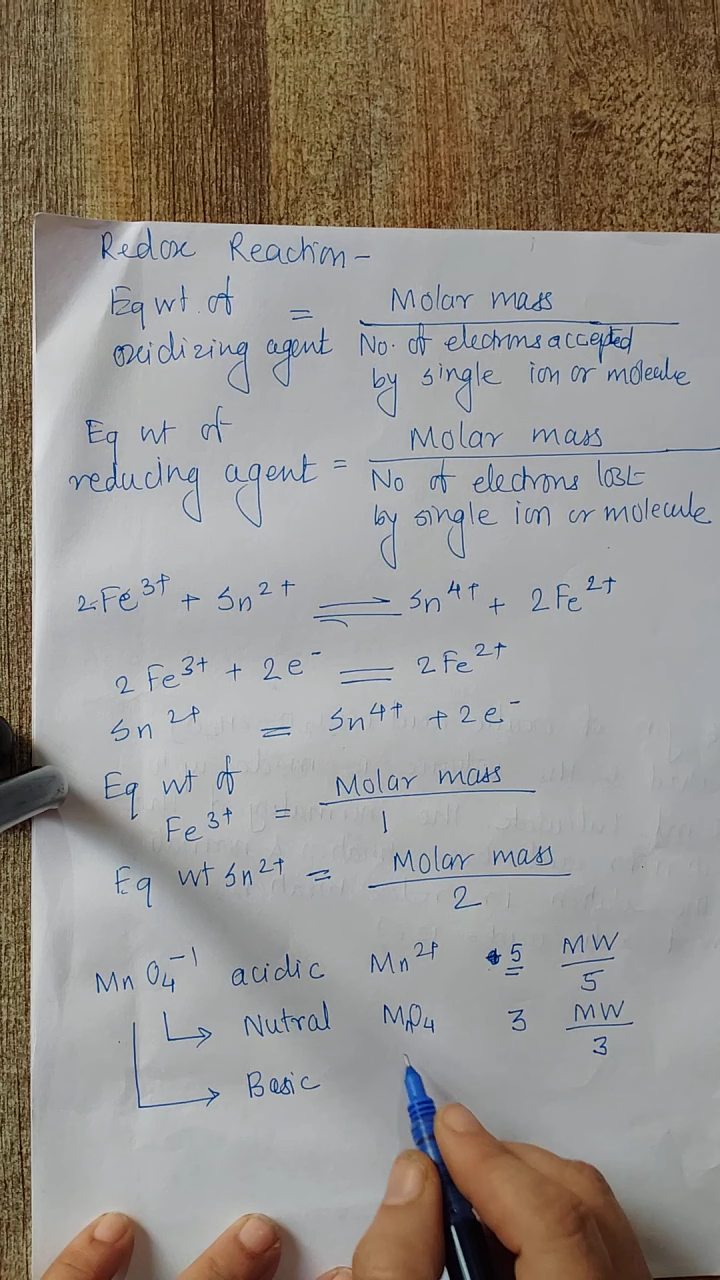 Redox Reaction -
Eq wt. of = Molar mass
oxidizing agent No. of electrons accepted
by single ion or molecule
Eq wt of
reducing agent = Molar mass
No of electrons lost
by single ion or molecule
2Fe³⁺ + Sn²⁺ ⇌ Sn⁴⁺ + 2Fe²⁺
2Fe³⁺ + 2e⁻ = 2Fe²⁺
Sn²⁺ = Sn⁴⁺ + 2e⁻
Eq wt of Molar mass
Fe³⁺ = 1
Eq wt Sn²⁺ = Molar mass
2
MnO₄⁻¹ acidic Mn²⁺ 5 MW
5
Nutral MnO₄ 3 MW
3
Basic